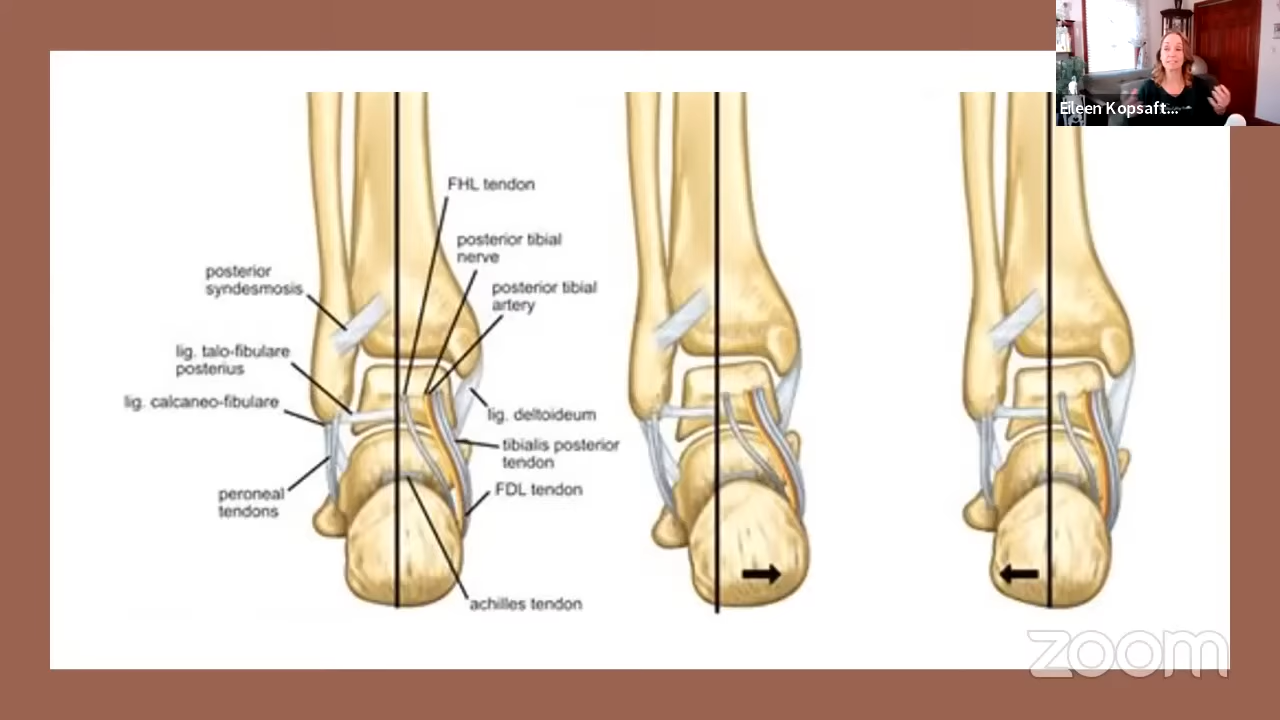 Eileen Kopsaft...
FHL tendon
posterior tibial
nerve
posterior
syndesmosis
posterior tibial
artery
lig. talo-fibulare
posterius
lig. calcaneo-fibulare
lig. deltoideum
tibialis posterior
tendon
peroneal
tendons
FDL tendon
achilles tendon
zoom